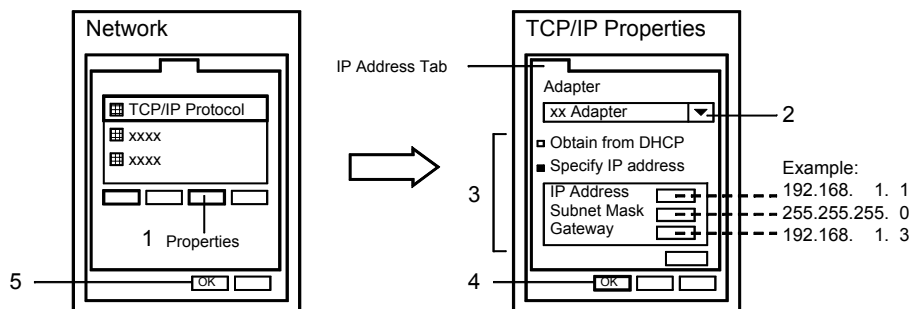 Network
TCP/IP Protocol
xxxx
xxxx
1 Properties
5
OK
TCP/IP Properties
IP Address Tab
Adapter
xx Adapter
2
Obtain from DHCP
Specify IP address
3
IP Address
Subnet Mask
Gateway
Example:
192.168. 1. 1
255.255.255. 0
192.168. 1. 3
4
OK